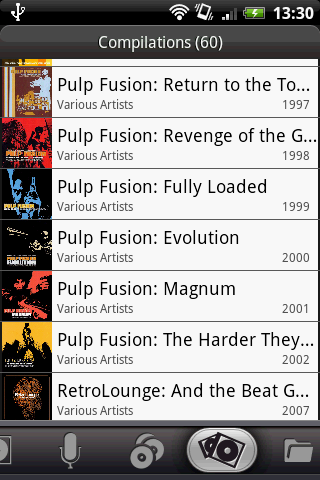 13:30
Compilations (60)
Pulp Fusion: Return to the To...
Various Artists 1997
Pulp Fusion: Revenge of the G...
Various Artists 1998
Pulp Fusion: Fully Loaded
Various Artists 1999
Pulp Fusion: Evolution
Various Artists 2000
Pulp Fusion: Magnum
Various Artists 2001
Pulp Fusion: The Harder They...
Various Artists 2002
RetroLounge: And the Beat G...
Various Artists 2007